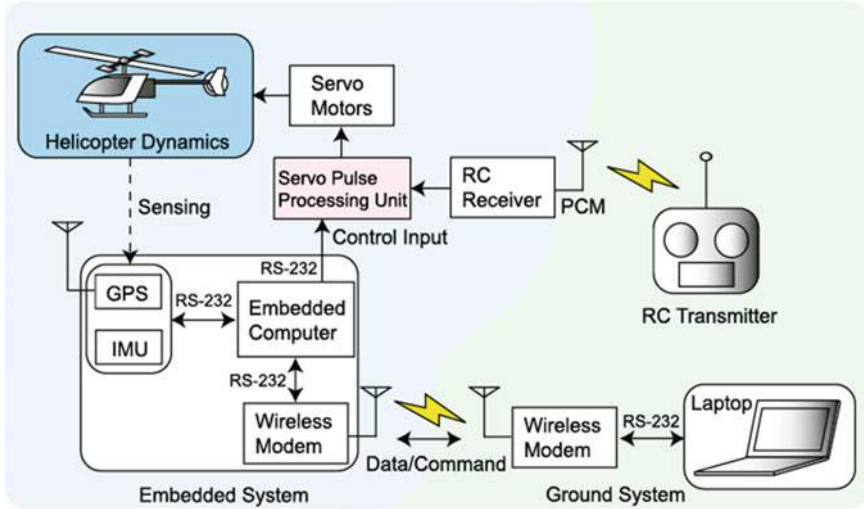 Servo
Motors
Helicopter Dynamics
Servo Pulse
Processing Unit
RC
Receiver
PCM
Sensing
Control Input
RS-232
GPS
RS-232
Embedded
Computer
IMU
RC Transmitter
RS-232
Wireless
Modem
Data/Command
Wireless
Modem
RS-232
Laptop
Embedded System
Ground System